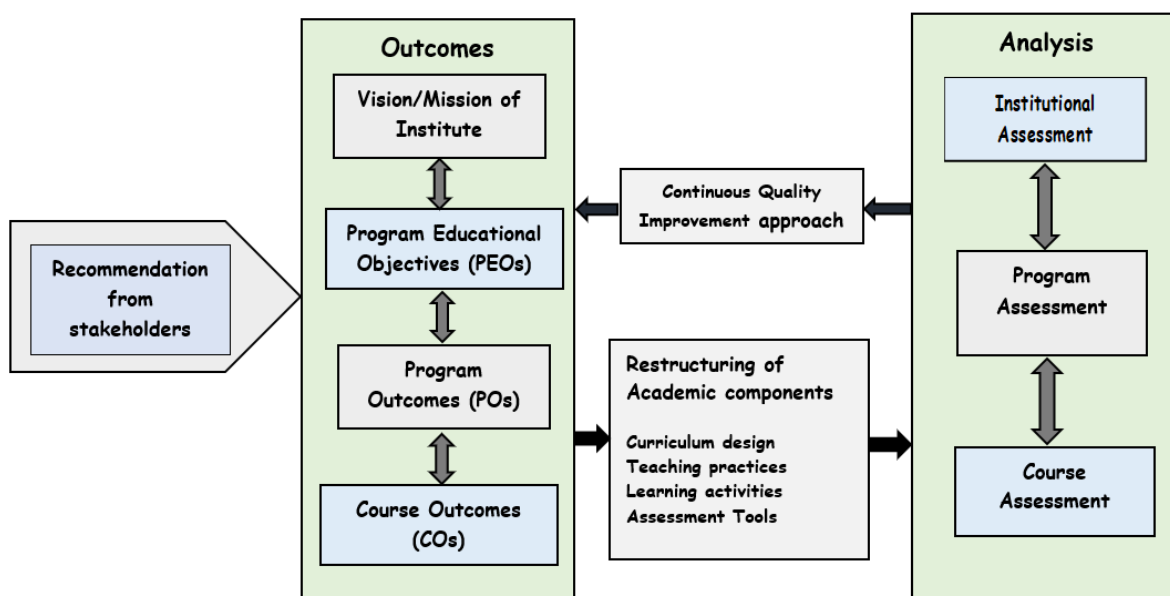 Outcomes
Vision/Mission of
Institute
Program Educational
Objectives (PEOs)
Program
Outcomes (POs)
Course Outcomes
(COs)
Recommendation
from
stakeholders
Continuous Quality
Improvement approach
Restructuring of
Academic components
Curriculum design
Teaching practices
Learning activities
Assessment Tools
Analysis
Institutional
Assessment
Program
Assessment
Course
Assessment